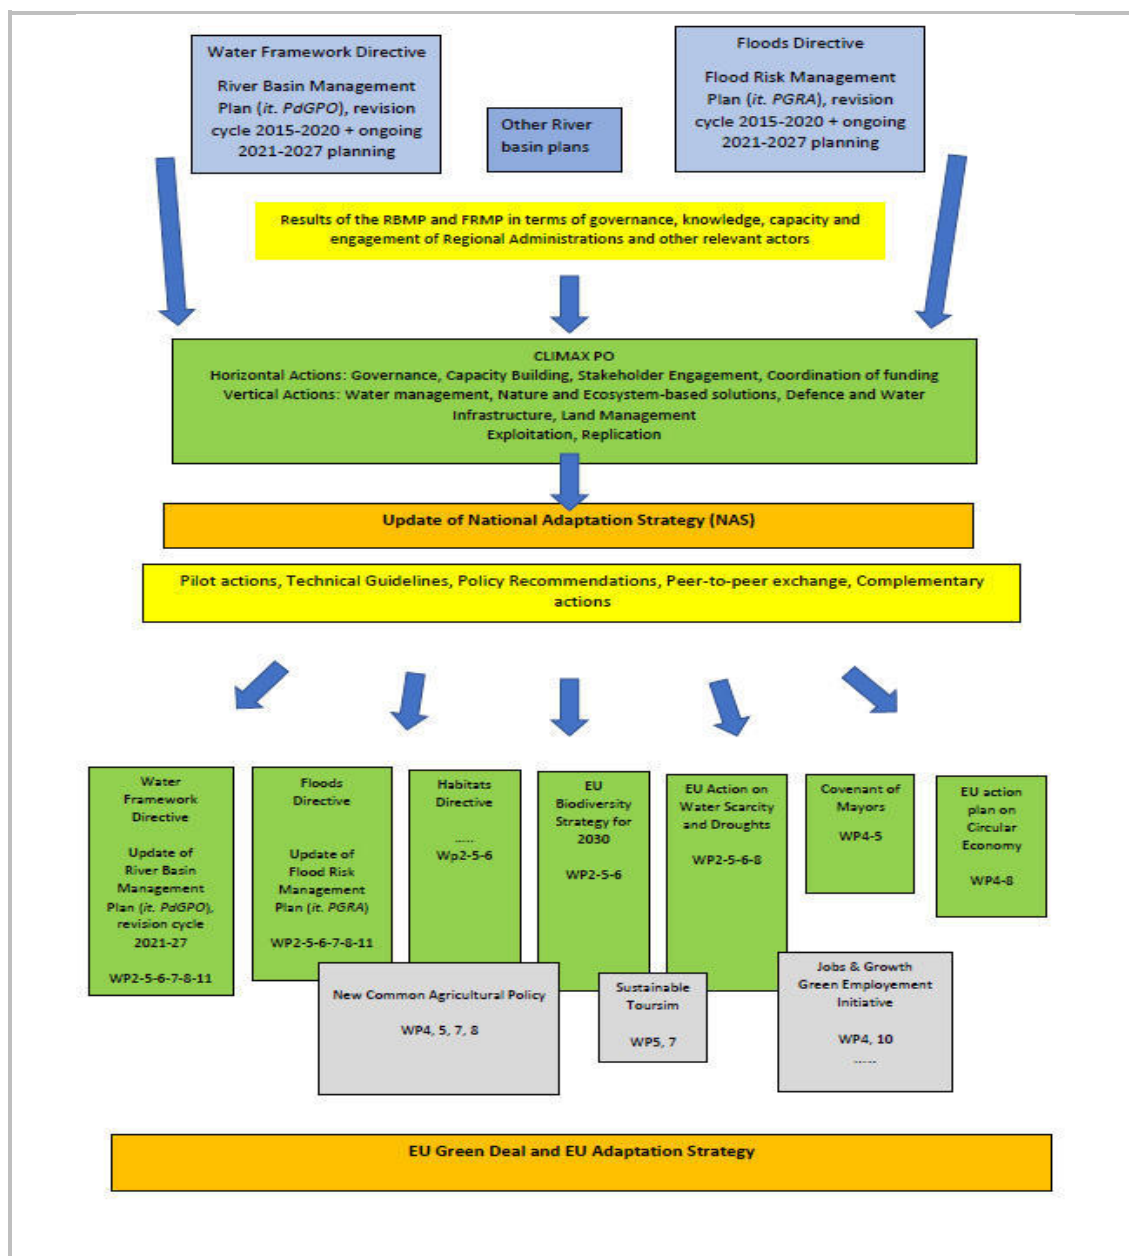 Water Framework Directive
River Basin Management
Plan (it. PdGPO), revision
cycle 2015-2020 + ongoing
2021-2027 planning
Other River
basin plans
Floods Directive
Flood Risk Management
Plan (it. PGRA), revision
cycle 2015-2020 + ongoing
2021-2027 planning
Results of the RBMP and FRMP in terms of governance, knowledge, capacity and
engagement of Regional Administrations and other relevant actors
CLIMAX PO
Horizontal Actions: Governance, Capacity Building, Stakeholder Engagement, Coordination of funding
Vertical Actions: Water management, Nature and Ecosystem-based solutions, Defence and Water
Infrastructure, Land Management
Exploitation, Replication
Update of National Adaptation Strategy (NAS)
Pilot actions, Technical Guidelines, Policy Recommendations, Peer-to-peer exchange, Complementary
actions
Water
Framework
Directive
Update of
River Basin
Management
Plan (it. PdGPO),
revision cycle
2021-27
WP2-5-6-7-8-11
Floods
Directive
Update of
Flood Risk
Management
Plan (it. PGRA)
WP2-5-6-7-8-11
Habitats
Directive
.....
Wp2-5-6
EU
Biodiversity
Strategy for
2030
WP2-5-6
EU Action on
Water Scarcity
and Droughts
WP2-5-6-8
Covenant of
Mayors
WP4-5
EU action
plan on
Circular
Economy
WP4-8
New Common Agricultural Policy
WP4, 5, 7, 8
Sustainable
Toursim
WP5, 7
Jobs & Growth
Green Employement
Initiative
WP4, 10
.....
EU Green Deal and EU Adaptation Strategy